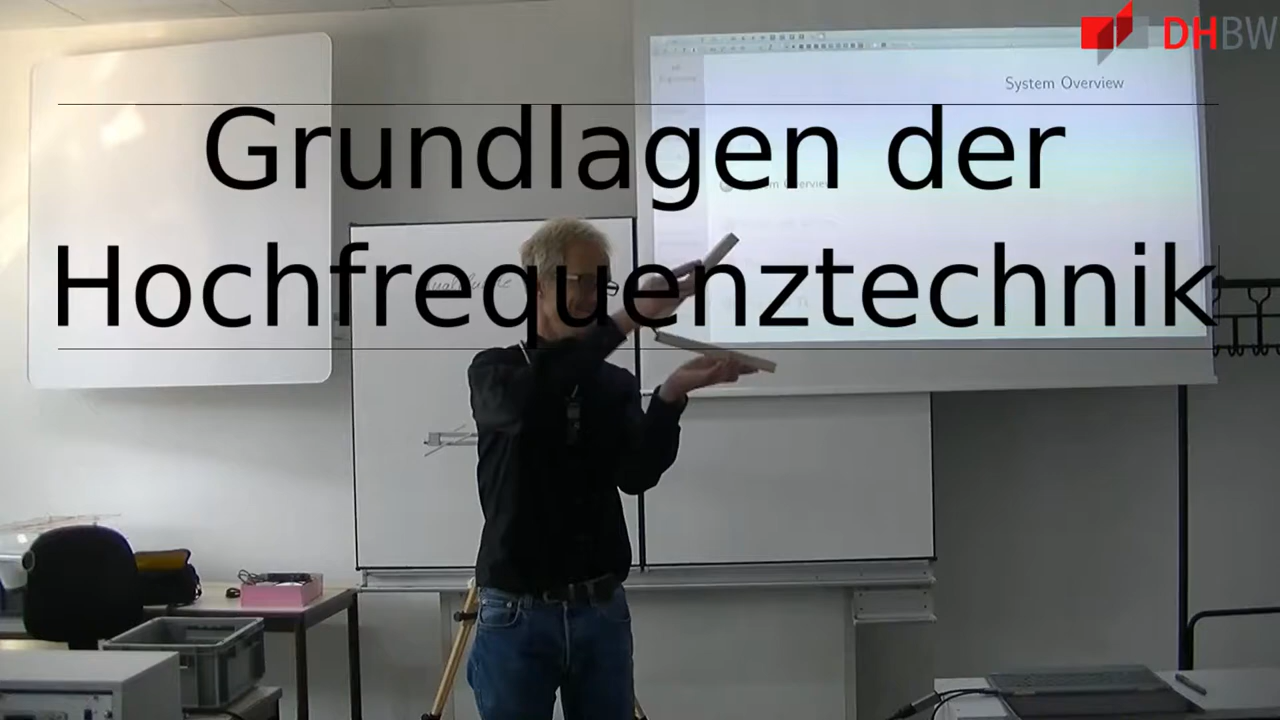 DHBW
System Overview
Grundlagen der
Hochfrequenztechnik